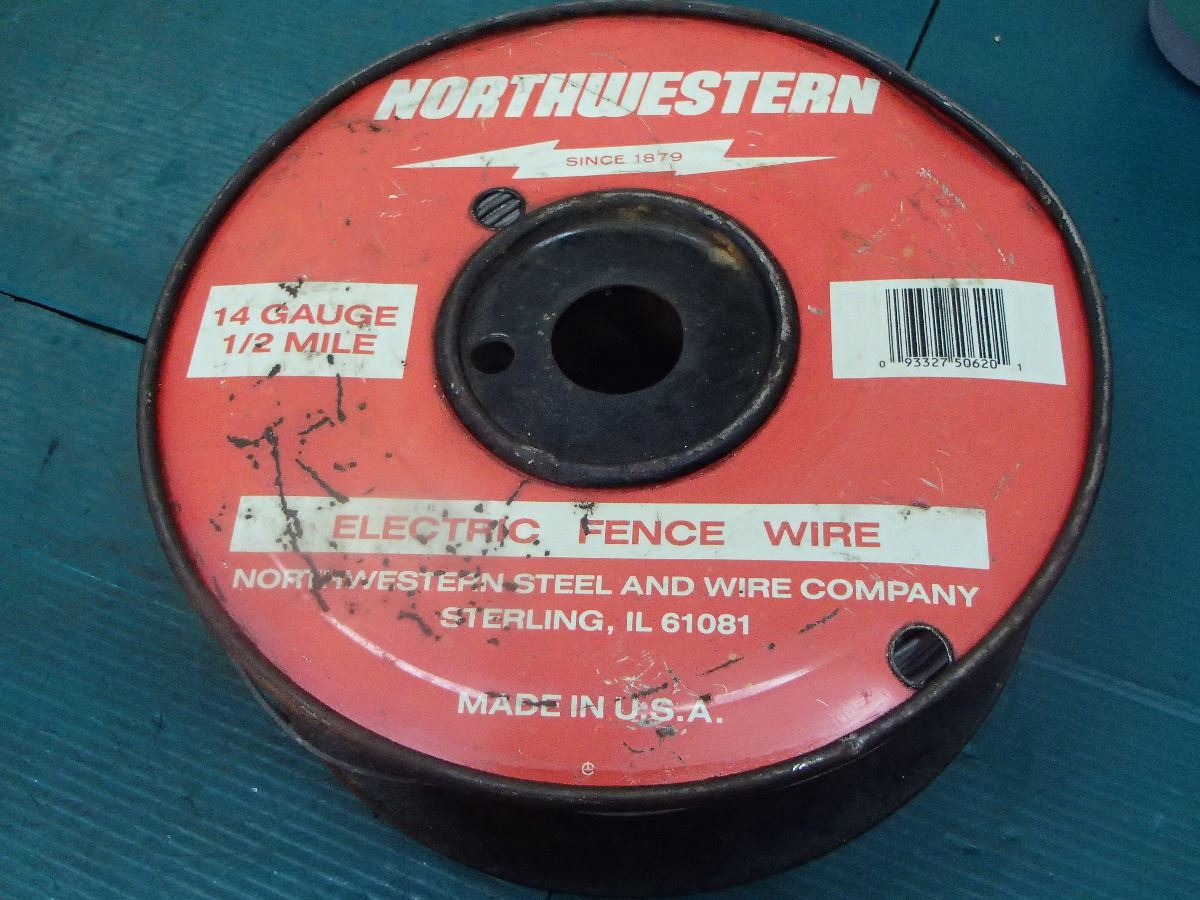 NORTHWESTERN
SINCE 1879
14 GAUGE
1/2 MILE
0 93327 50620 1
ELECTRIC FENCE WIRE
NORTHWESTERN STEEL AND WIRE COMPANY
STERLING, IL 61081
MADE IN U.S.A.